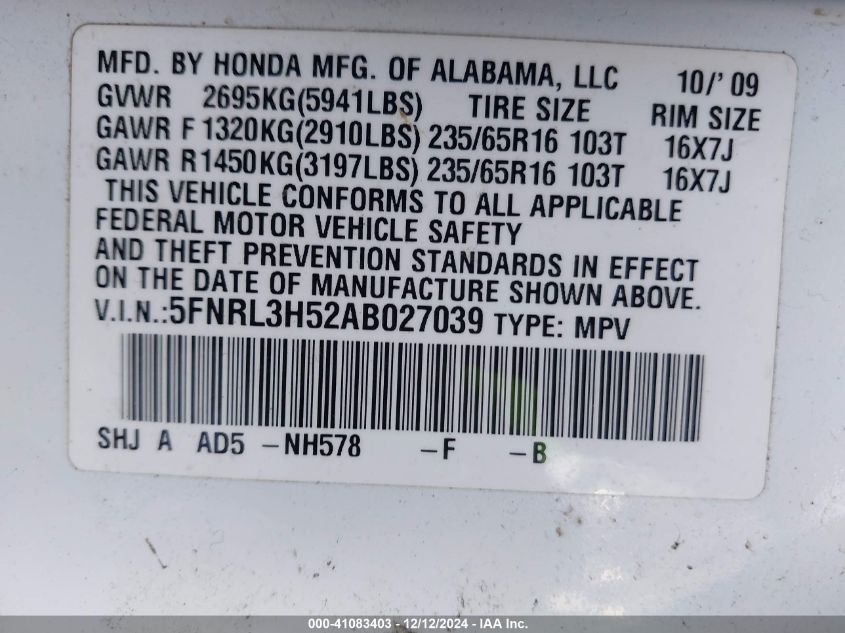 MFD. BY HONDA MFG. OF ALABAMA, LLC 10/'09
GVWR 2695KG(5941LBS) TIRE SIZE RIM SIZE
GAWR F 1320KG(2910LBS) 235/65R16 103T 16X7J
GAWR R1450KG(3197LBS) 235/65R16 103T 16X7J
THIS VEHICLE CONFORMS TO ALL APPLICABLE
FEDERAL MOTOR VEHICLE SAFETY
AND THEFT PREVENTION STANDARDS IN EFFECT
ON THE DATE OF MANUFACTURE SHOWN ABOVE.
V.I.N.:5FNRL3H52AB027039 TYPE: MPV
SHJ A AD5 -NH578 -F -B
000-41083403 - 12/12/2024 - IAA Inc.